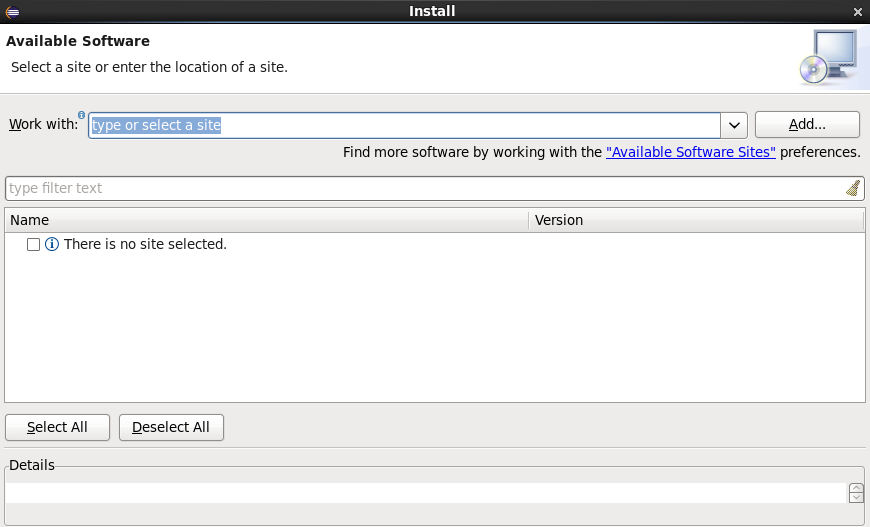 Install
Available Software
Select a site or enter the location of a site.
Work with: type or select a site Add...
Find more software by working with the "Available Software Sites" preferences.
type filter text
Name Version
There is no site selected.
Select All Deselect All
Details